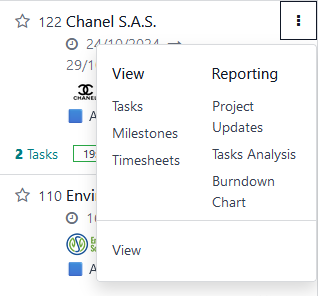 122 Chanel S.A.S.
24/10/2024 →
29/1
CHANEL
A
2 Tasks
19
110 Envi
View
Tasks
Milestones
Timesheets
Reporting
Project
Updates
Tasks Analysis
Burndown
Chart
View
A